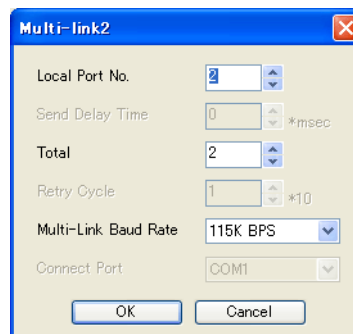 Multi-link2
Local Port No. 2
Send Delay Time 0 *msec
Total 2
Retry Cycle 1 *10
Multi-Link Baud Rate 115K BPS
Connect Port COM1
OK Cancel